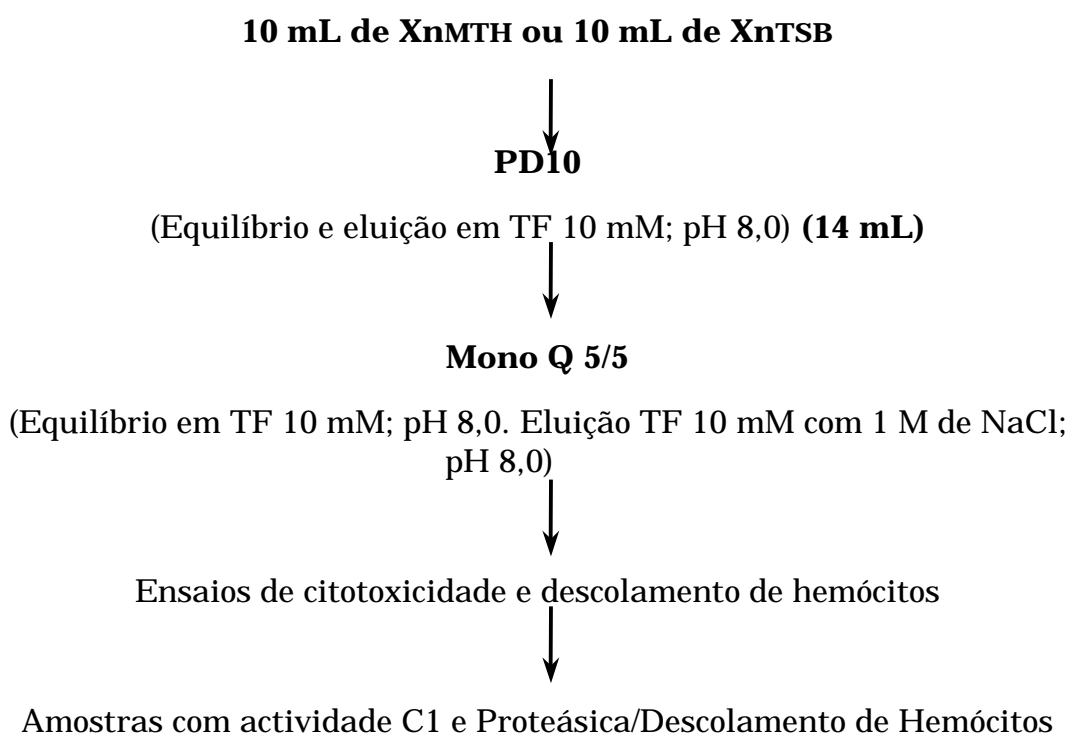 10 mL de XnMTH ou 10 mL de XnTSB
PD10
(Equilíbrio e eluição em TF 10 mM; pH 8,0) (14 mL)
Mono Q 5/5
(Equilíbrio em TF 10 mM; pH 8,0. Eluição TF 10 mM com 1 M de NaCl;
pH 8,0)
Ensaios de citotoxicidade e descolamento de hemócitos
Amostras com actividade C1 e Proteásica/Descolamento de Hemócitos